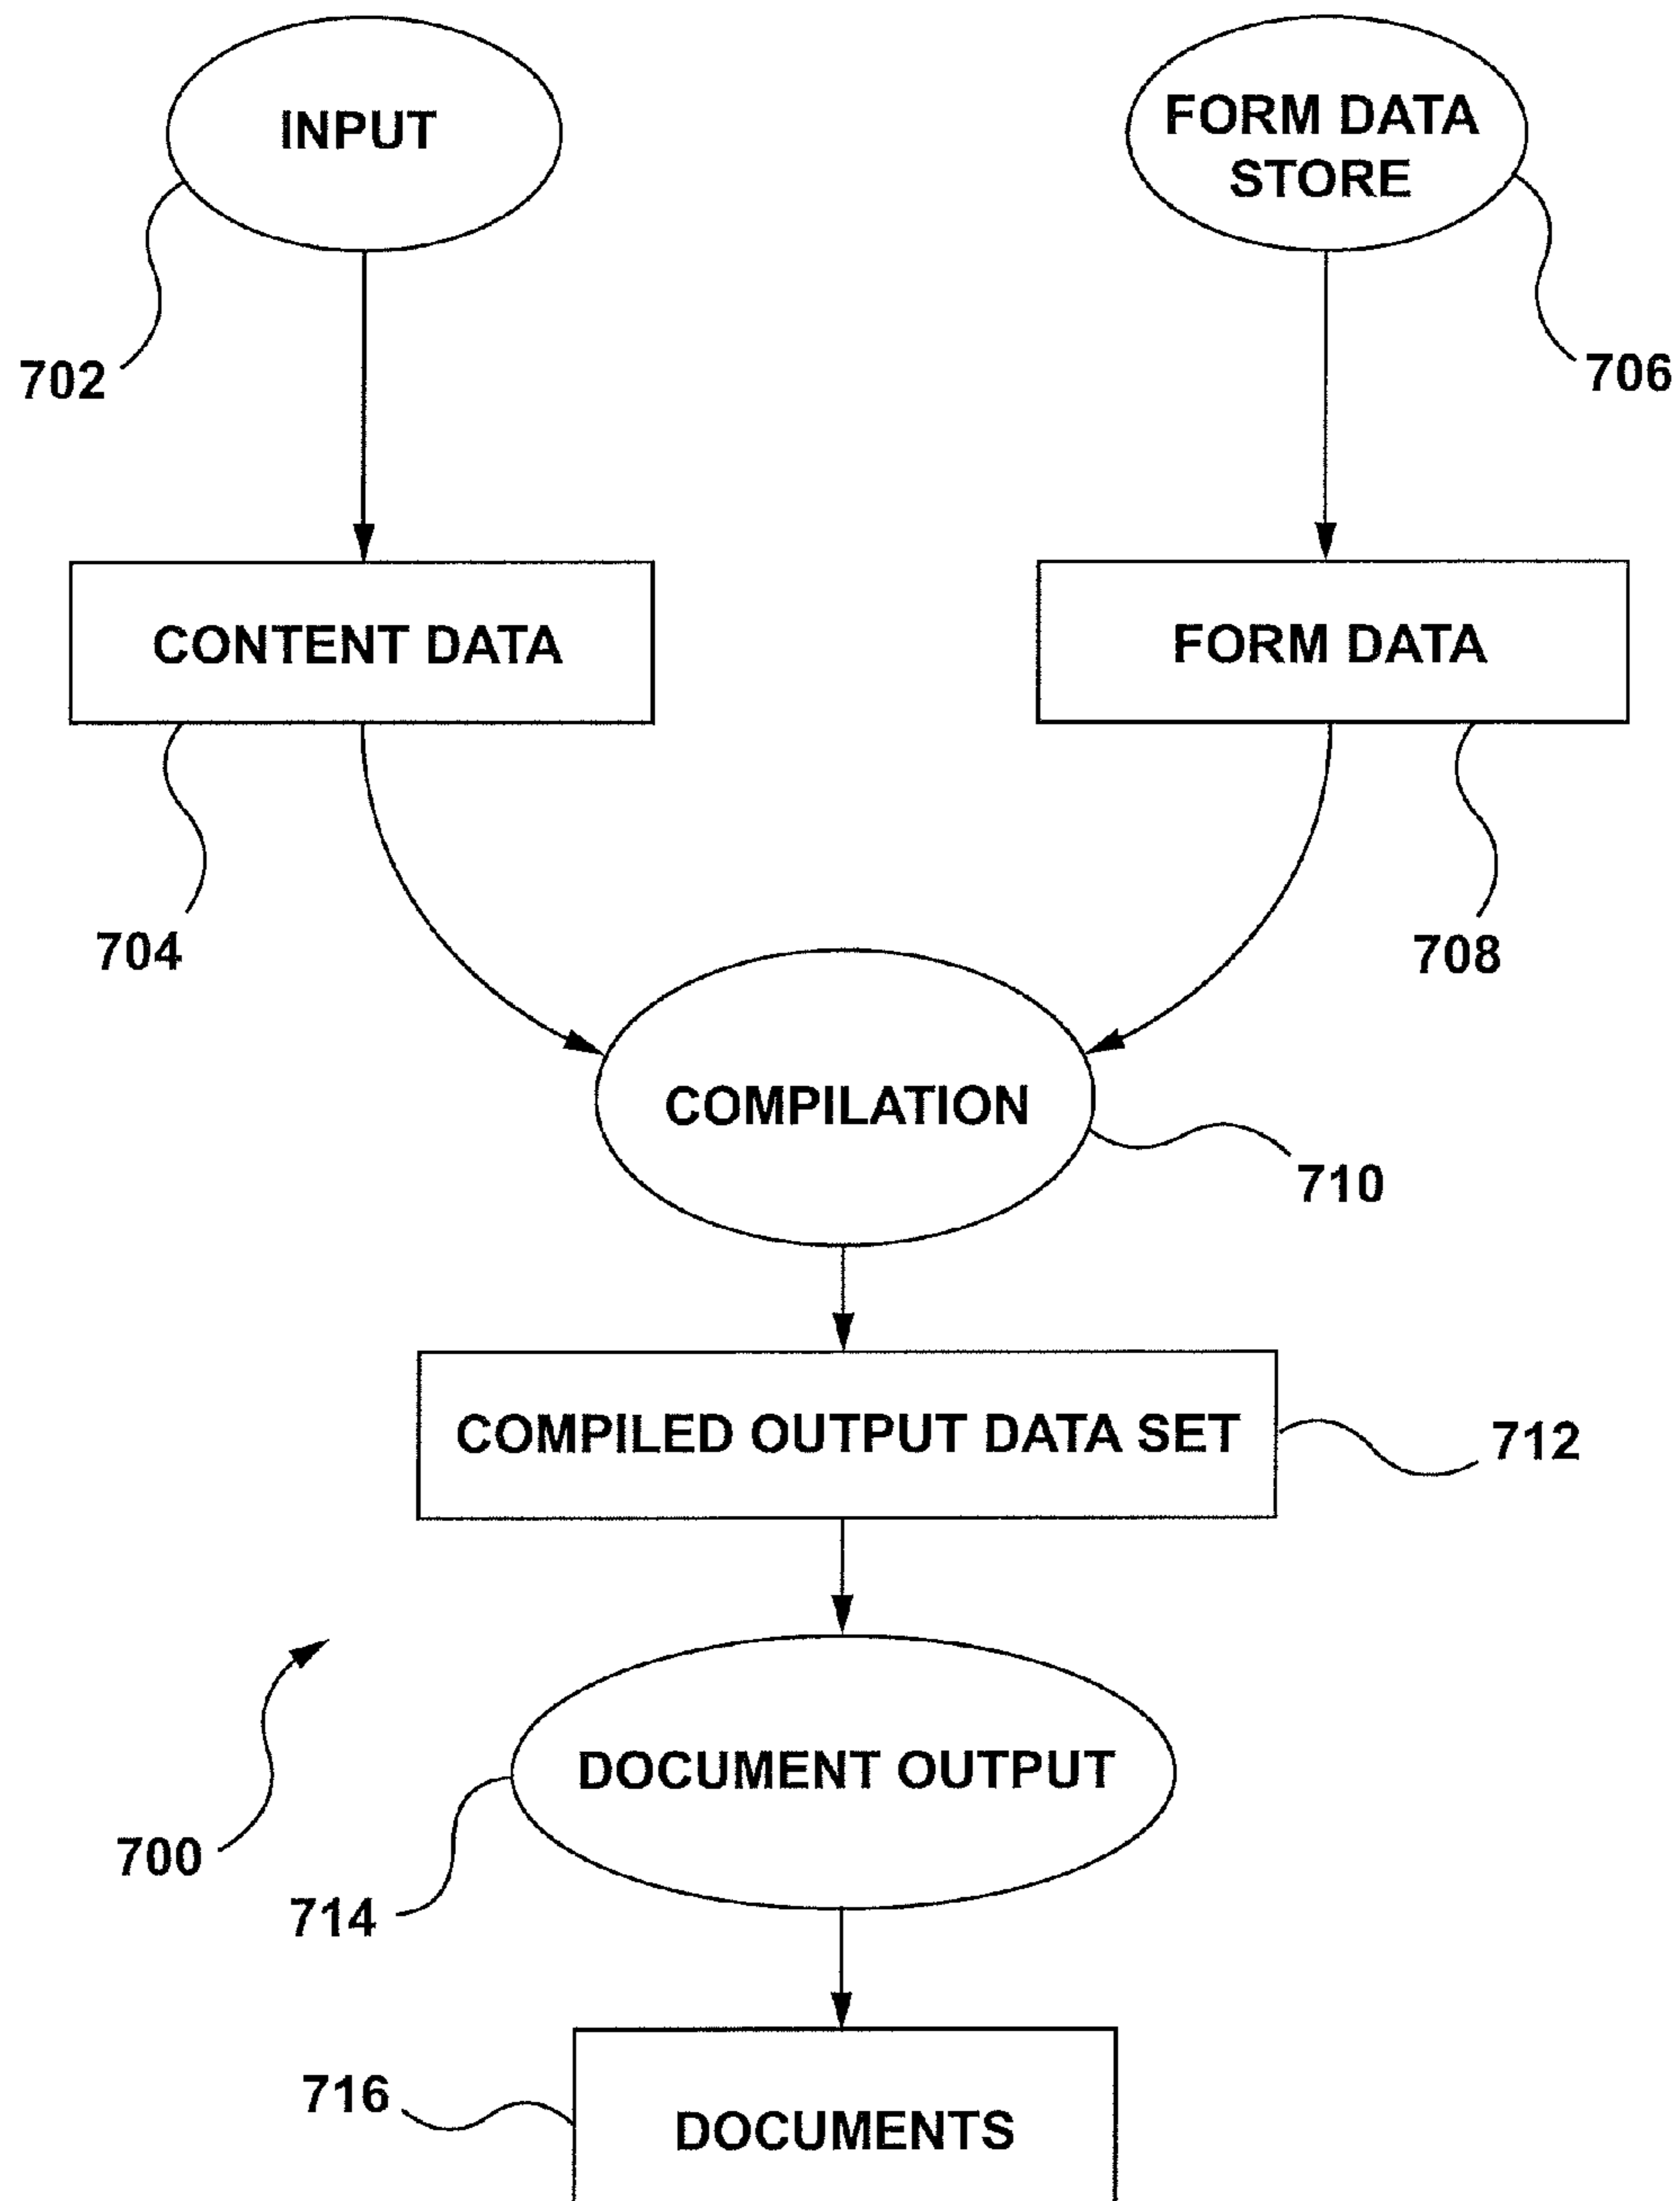 INPUT
FORM DATA
STORE
702
706
CONTENT DATA
FORM DATA
704
708
COMPILATION
710
COMPILED OUTPUT DATA SET
712
DOCUMENT OUTPUT
700
714
716
DOCUMENTS